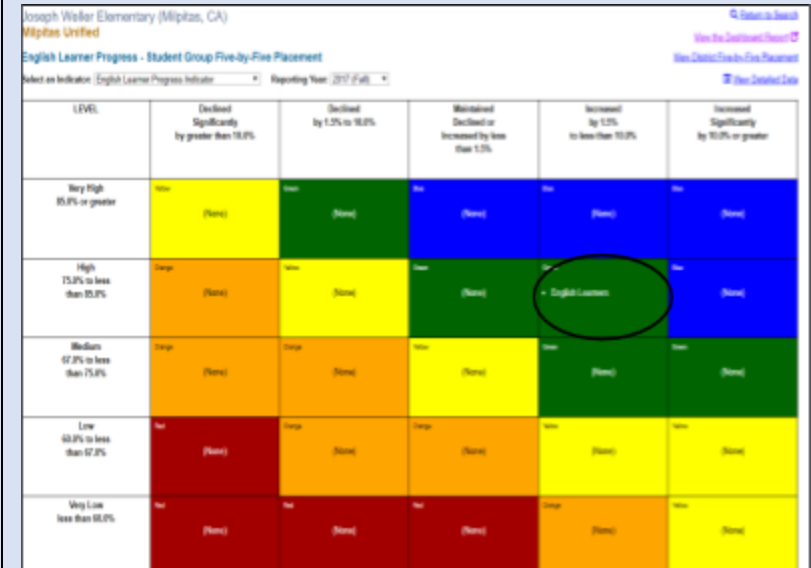 Joseph Weller Elementary (Milpitas, CA)
Return to Search
Milpitas Unified
View the Dashboard Report
English Learner Progress - Student Group Five-by-Five Placement
View District Five-by-Five Placement
Select an Indicator: English Learner Progress Indicator
Reporting Year: 2017 (Fall)
View Detailed Data
LEVEL
Declined
Significantly
by greater than 10.0%
Declined
by 1.5% to 10.0%
Maintained
Declined or
Increased by less
than 1.5%
Increased
by 1.5%
to less than 10.0%
Increased
Significantly
by 10.0% or greater
Very High
85.0% or greater
Yellow
(None)
Green
(None)
Blue
(None)
Blue
(None)
Blue
(None)
High
75.0% to less
than 85.0%
Orange
(None)
Yellow
(None)
Green
(None)
English Learners
Blue
(None)
Medium
67.0% to less
than 75.0%
Orange
(None)
Orange
(None)
Yellow
(None)
Green
(None)
Green
(None)
Low
60.0% to less
than 67.0%
Red
(None)
Orange
(None)
Orange
(None)
Yellow
(None)
Yellow
(None)
Very Low
less than 60.0%
Red
(None)
Red
(None)
Red
(None)
Orange
(None)
Yellow
(None)